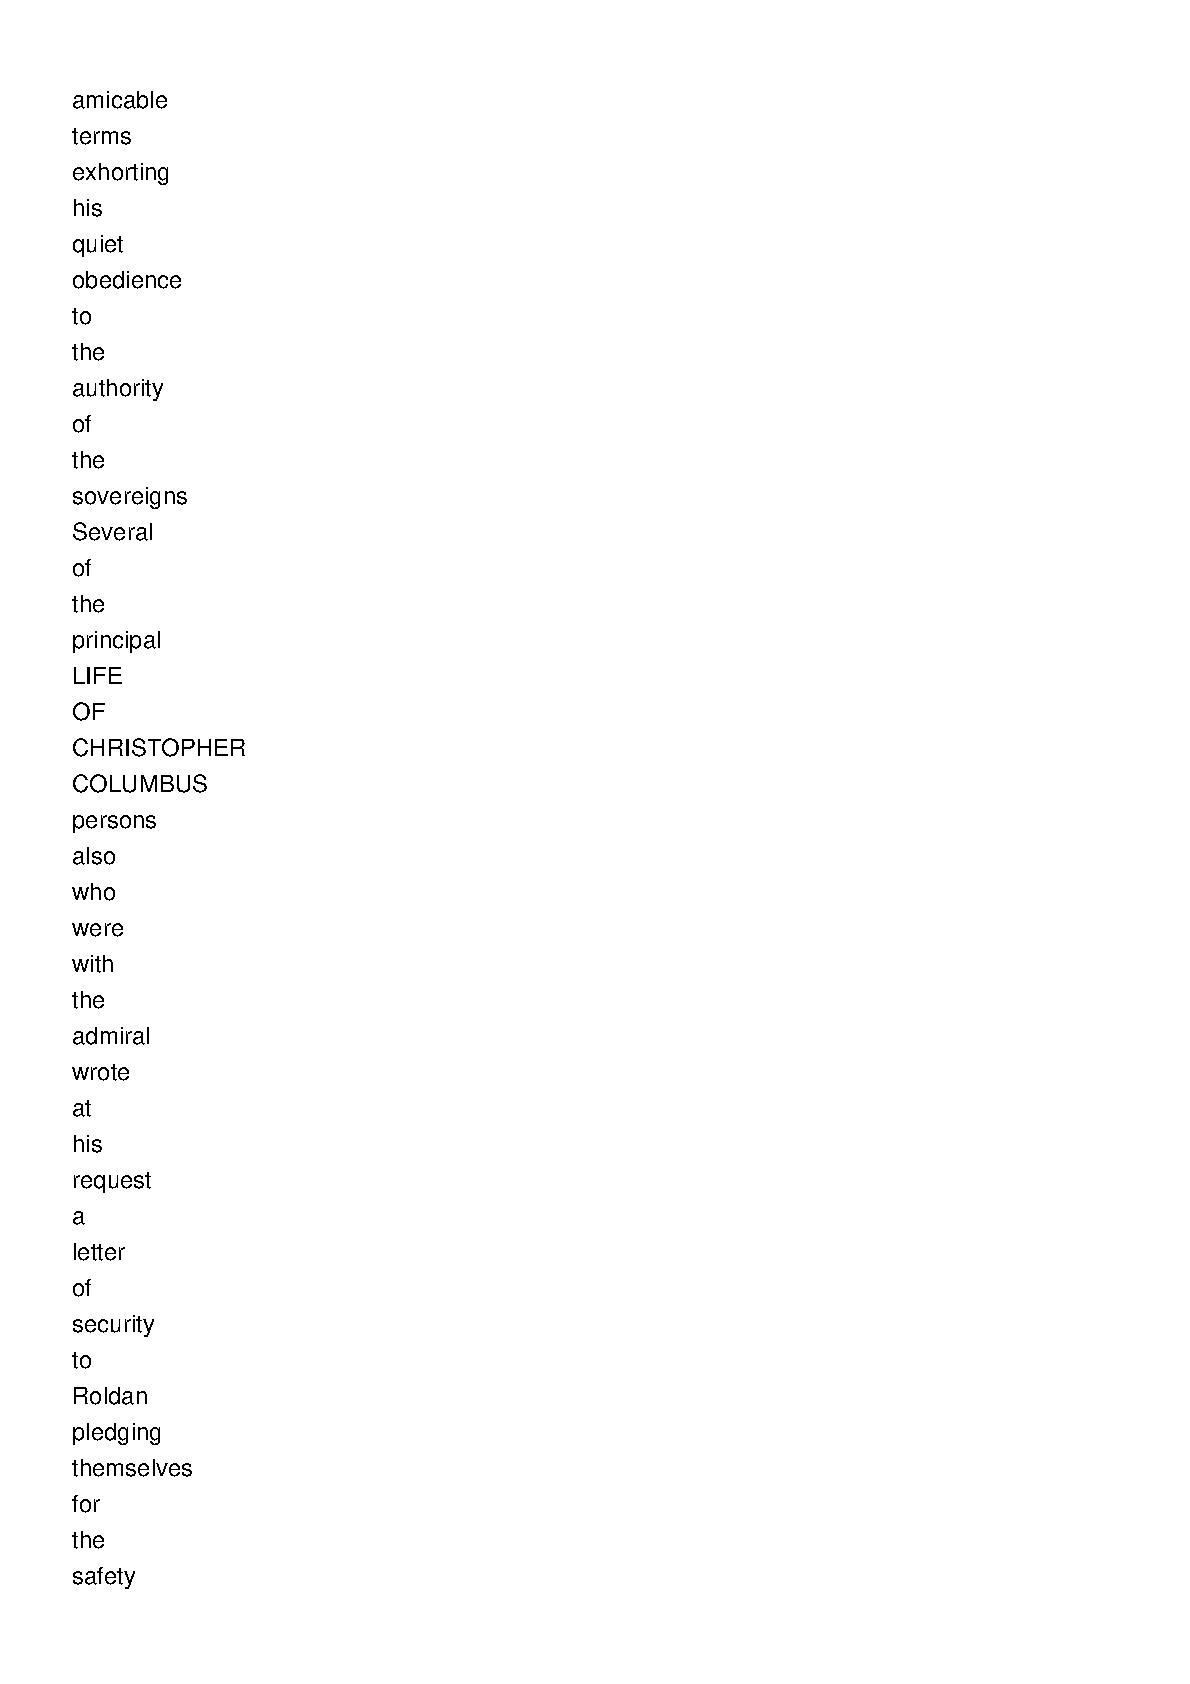 amicable
terms
exhorting
his
quiet
obedience
to
the
authority
of
the
sovereigns
Several
of
the
principal
LIFE
OF
CHRISTOPHER
COLUMBUS
persons
also
who
were
with
the
admiral
wrote
at
his
request
a
letter
of
security
to
Roldan
pledging
themselves
for
the
safety